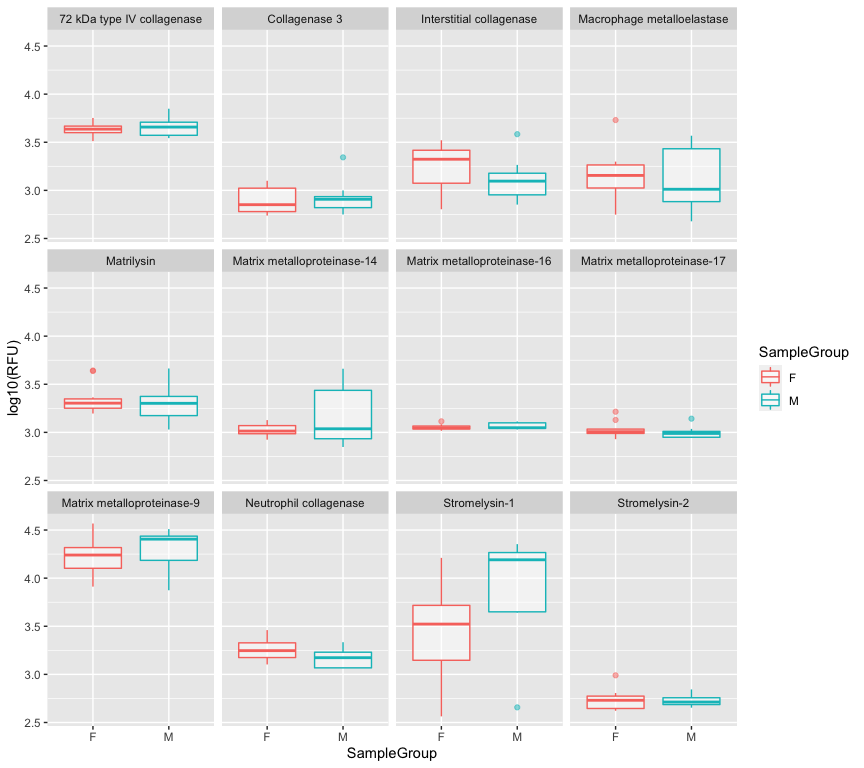 72 kDa type IV collagenase
Collagenase 3
Interstitial collagenase
Macrophage metalloelastase
4.5
4.0
3.5
3.0
2.5
Matrilysin
Matrix metalloproteinase-14
Matrix metalloproteinase-16
Matrix metalloproteinase-17
4.5
4.0
3.5
3.0
2.5
Matrix metalloproteinase-9
Neutrophil collagenase
Stromelysin-1
Stromelysin-2
4.5
4.0
3.5
3.0
2.5
F
M
F
M
F
M
F
M
SampleGroup
log10(RFU)
SampleGroup
F
M